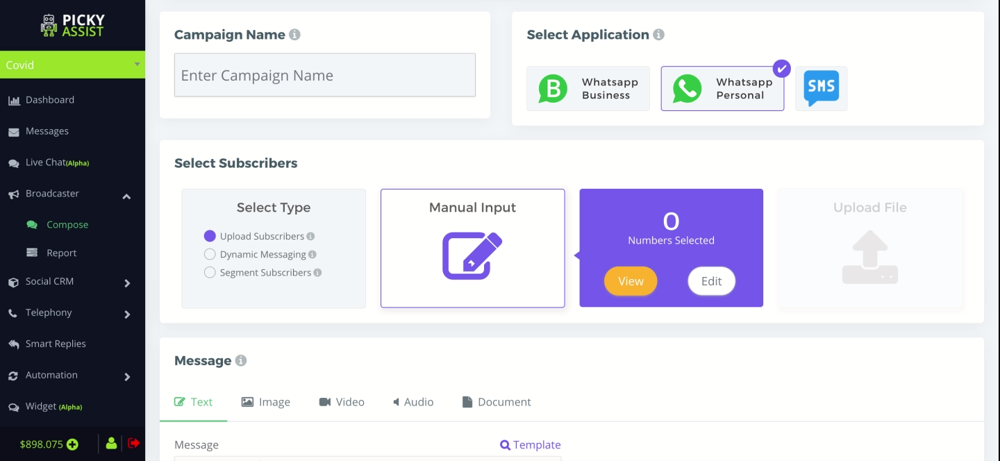 PICKY
ASSIST
Covid
Dashboard
Messages
Live Chat(Alpha)
Broadcaster
Compose
Report
Social CRM
Telephony
Smart Replies
Automation
Widget (Alpha)
$898.075
Campaign Name
Enter Campaign Name
Select Application
B
Whatsapp
Business
Whatsapp
Personal
SMS
Select Subscribers
Select Type
Upload Subscribers
Dynamic Messaging
Segment Subscribers
Manual Input
0
Numbers Selected
View
Edit
Upload File
Message
Text
Image
Video
Audio
Document
Message
Template